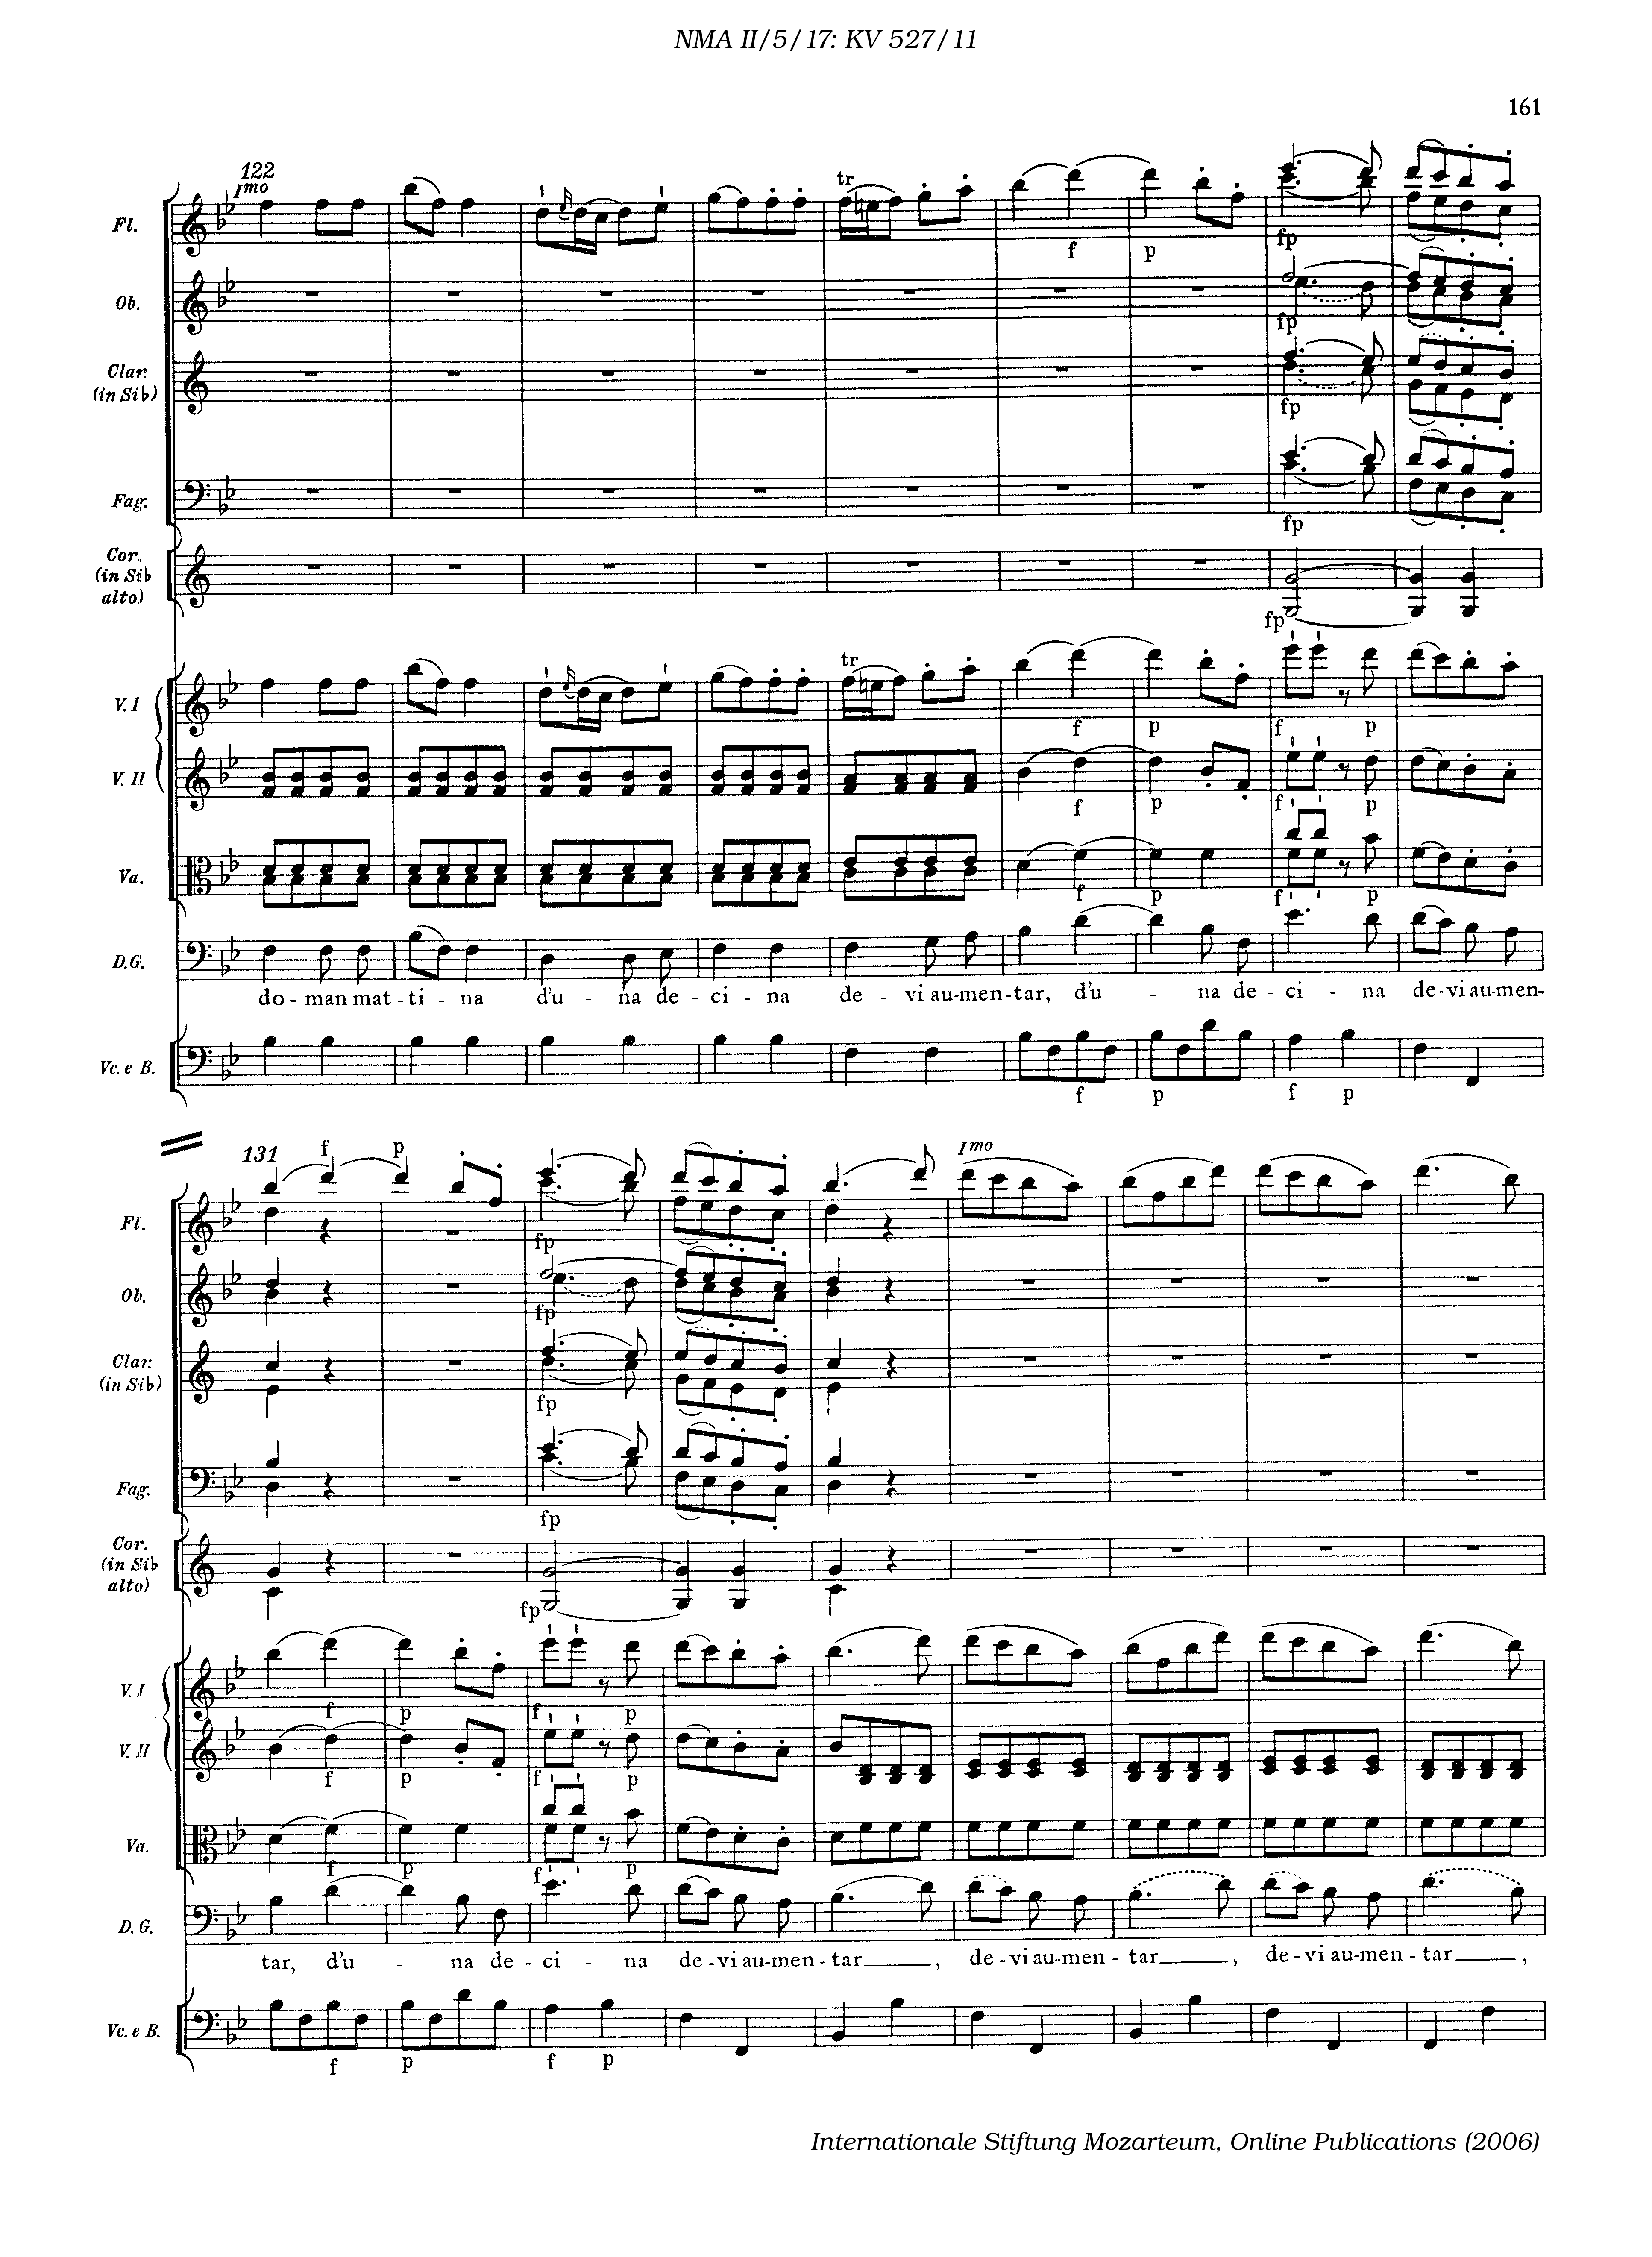 NMA II/5/17: KV 527/11
161
122
Imo
Fl.
tr
f
p
fp
Ob.
fp
Clar.
(in Si♭)
fp
Fag.
fp
Cor.
(in Si♭
alto)
fp
V. I
tr
f
p
f
p
V. II
f
p
f
p
Va.
f
p
f
p
D.G.
do - man mat - ti - na d'u - na de - ci - na de - vi au-men-tar, d'u - na de - ci - na de-vi au-men-
Vc. e B.
f
p
f
p
131
f
p
Imo
Fl.
fp
Ob.
fp
Clar.
(in Si♭)
fp
Fag.
fp
Cor.
(in Si♭
alto)
fp
V. I
f
p
f
p
V. II
f
p
f
p
Va.
f
p
f
p
D. G.
tar, d'u - na de - ci - na de-vi au-men-tar , de-vi au-men-tar , de-vi au-men-tar ,
Vc. e B.
f
p
f
p
Internationale Stiftung Mozarteum, Online Publications (2006)